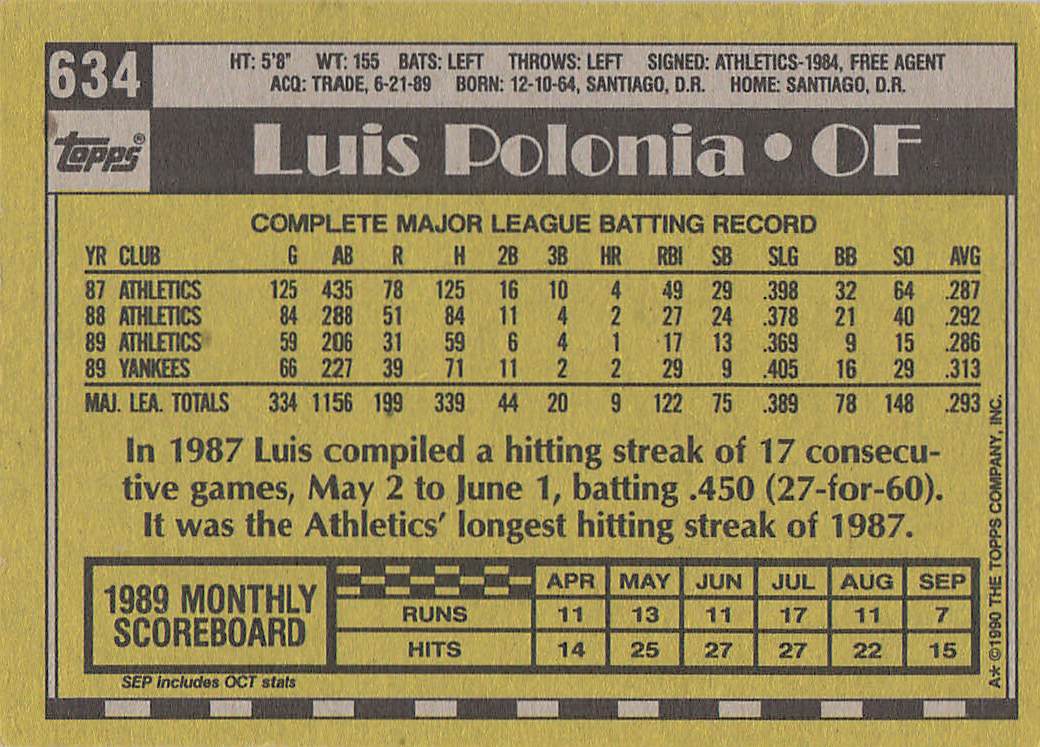 634
HT: 5'8" WT: 155 BATS: LEFT THROWS: LEFT SIGNED: ATHLETICS-1984, FREE AGENT
ACQ: TRADE, 6-21-89 BORN: 12-10-64, SANTIAGO, D.R. HOME: SANTIAGO, D.R.
Topps®
Luis Polonia • OF
COMPLETE MAJOR LEAGUE BATTING RECORD
YR CLUB G AB R H 2B 3B HR RBI SB SLG BB SO AVG
87 ATHLETICS 125 435 78 125 16 10 4 49 29 .398 32 64 .287
88 ATHLETICS 84 288 51 84 11 4 2 27 24 .378 21 40 .292
89 ATHLETICS 59 206 31 59 6 4 1 17 13 .369 9 15 .286
89 YANKEES 66 227 39 71 11 2 2 29 9 .405 16 29 .313
MAJ. LEA. TOTALS 334 1156 199 339 44 20 9 122 75 .389 78 148 .293
In 1987 Luis compiled a hitting streak of 17 consecu-
tive games, May 2 to June 1, batting .450 (27-for-60).
It was the Athletics' longest hitting streak of 1987.
1989 MONTHLY
SCOREBOARD
APR MAY JUN JUL AUG SEP
RUNS 11 13 11 17 11 7
HITS 14 25 27 27 22 15
SEP includes OCT stats
A* ©1990 THE TOPPS COMPANY, INC.